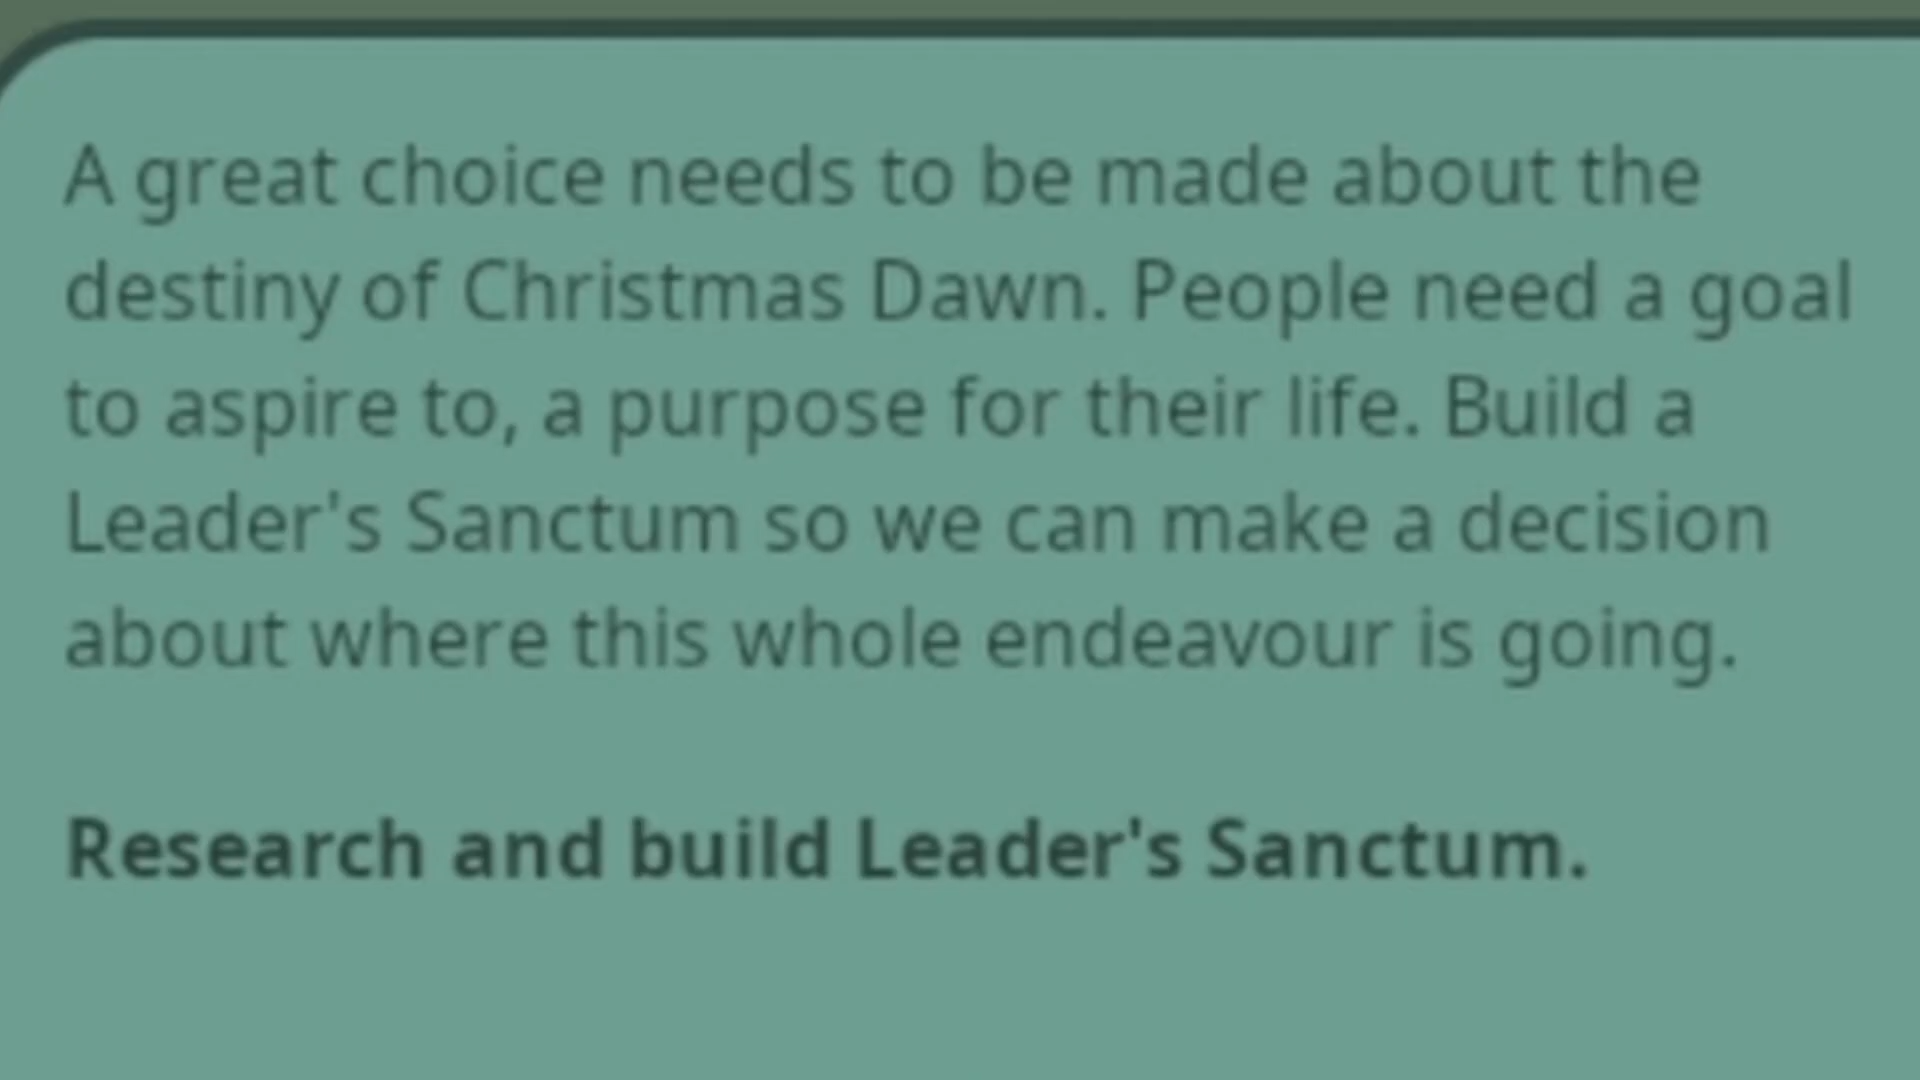 A great choice needs to be made about the
destiny of Christmas Dawn. People need a goal
to aspire to, a purpose for their life. Build a
Leader's Sanctum so we can make a decision
about where this whole endeavour is going.
Research and build Leader's Sanctum.